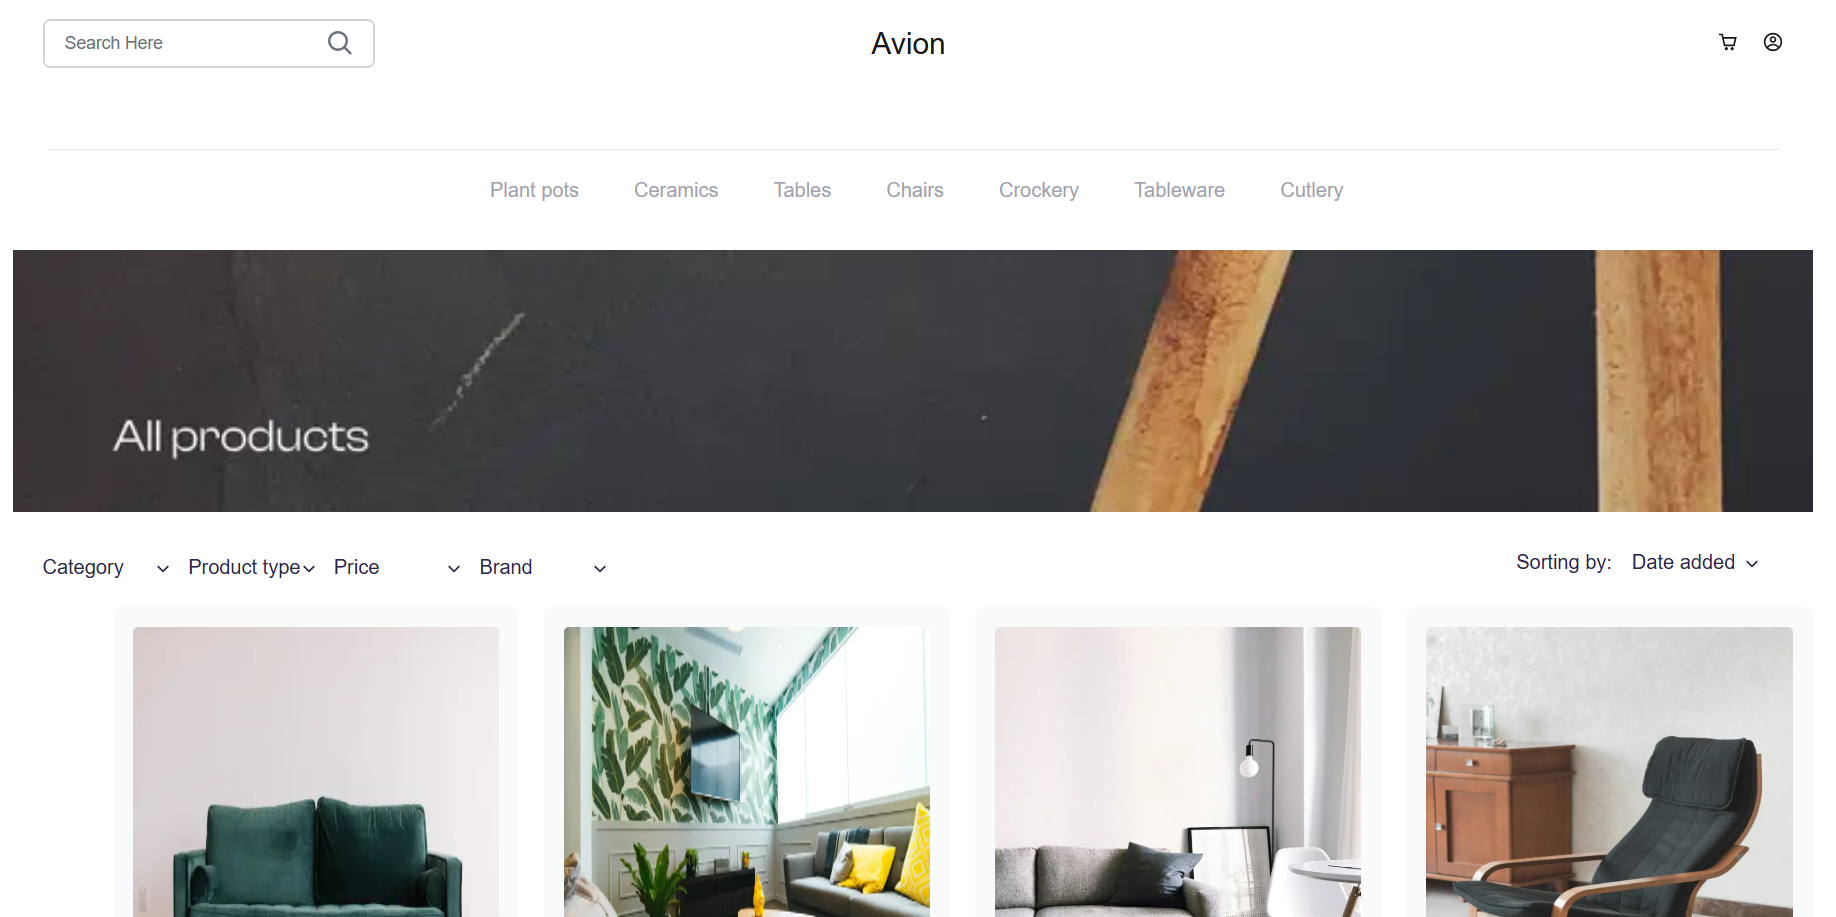 Search Here
Avion
Plant pots Ceramics Tables Chairs Crockery Tableware Cutlery
All products
Category Product type Price Brand
Sorting by: Date added